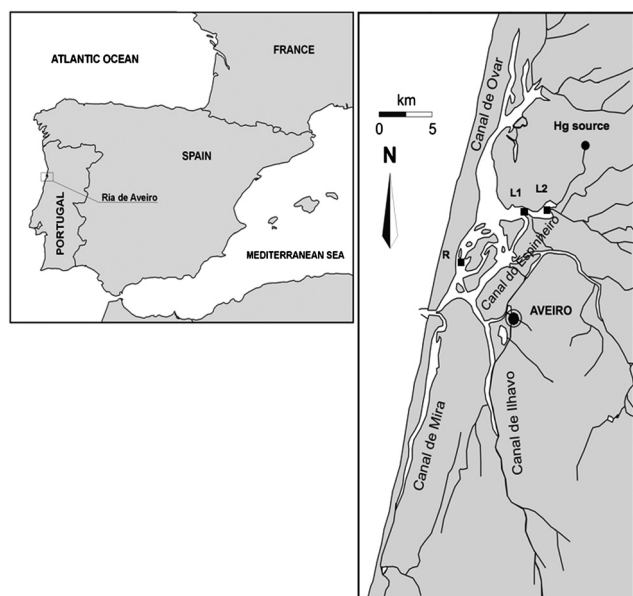 ATLANTIC OCEAN
FRANCE
SPAIN
Ria de Aveiro
PORTUGAL
MEDITERRANEAN SEA
km
0 5
N
Canal de Ovar
Hg source
L1
L2
R
Canal do Espinheiro
AVEIRO
Canal de Mira
Canal de Ilhavo